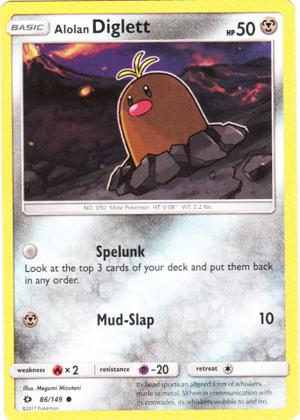 BASIC
Alolan Diglett HP 50
NO. 050 Mole Pokémon HT: 0'08" WT: 2.2 lbs.
Spelunk
Look at the top 3 cards of your deck and put them back
in any order.
Mud-Slap 10
weakness ×2 resistance -20 retreat
Illus. Megumi Mizutani
86/149
©2017 Pokémon
Its head sports an altered form of whiskers
made of metal. When in communication with
its comrades, its whiskers wobble to and fro.